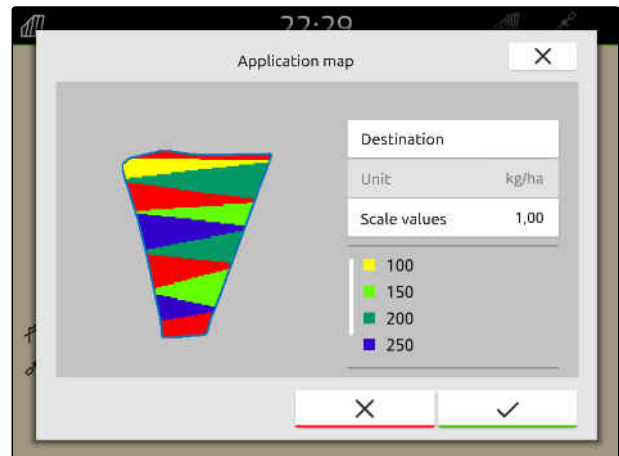 22:29
Application map
Destination
Unit kg/ha
Scale values 1,00
100
150
200
250